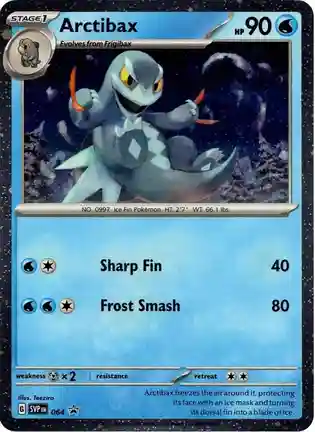 STAGE 1
Arctibax
HP 90
Evolves from Frigibax
NO. 0997 Ice Fin Pokémon HT: 2'7" WT: 66.1 lbs
Sharp Fin 40
Frost Smash 80
weakness ×2 resistance retreat
Illus. Teeziro
G SVP EN 064
Arctibax freezes the air around it, protecting
its face with an ice mask and turning
its dorsal fin into a blade of ice.